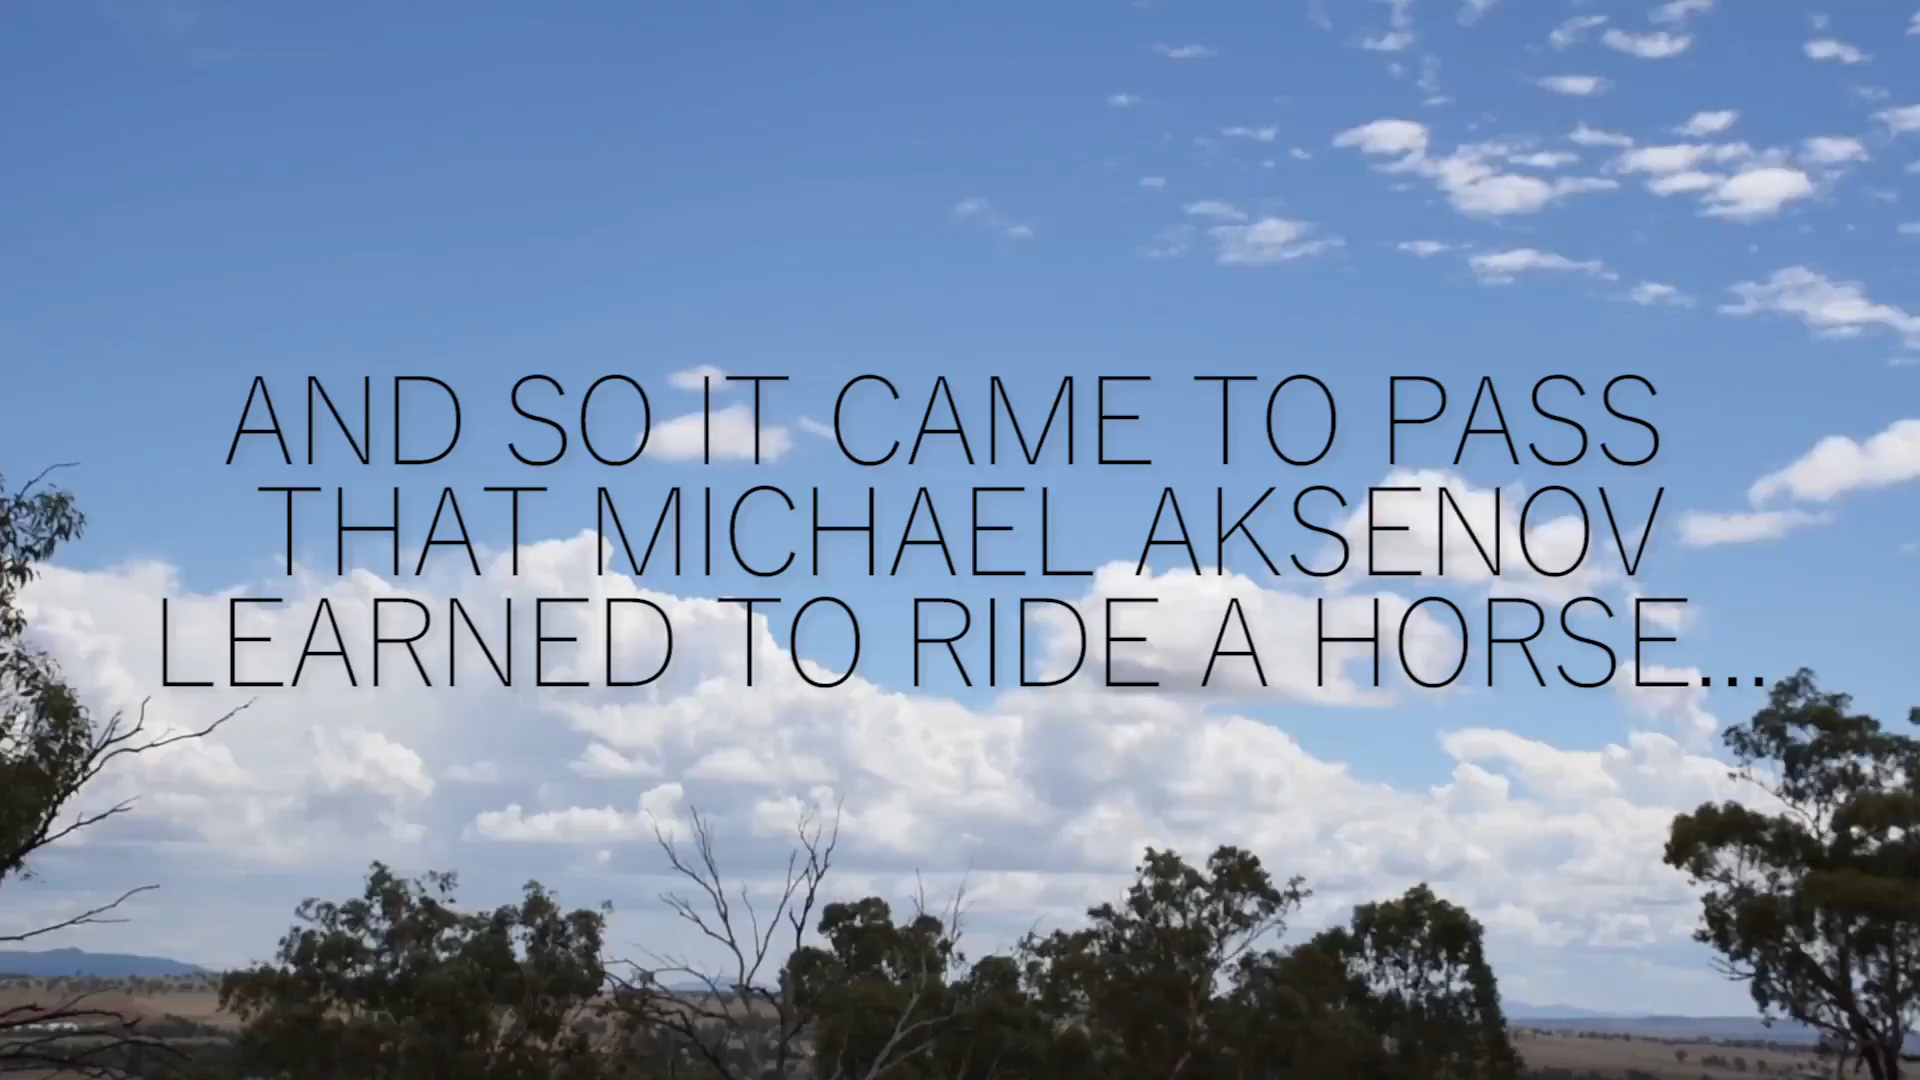 AND SO IT CAME TO PASS
THAT MICHAEL AKSENOV
LEARNED TO RIDE A HORSE...